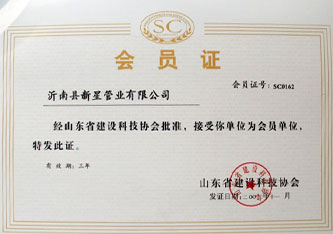 SC
会员证
会员证号：SC0162
沂南县新星管业有限公司
经山东省建设科技协会批准，接受你单位为会员单位，
特发此证。
有效期：三年
山东省建设科技协会